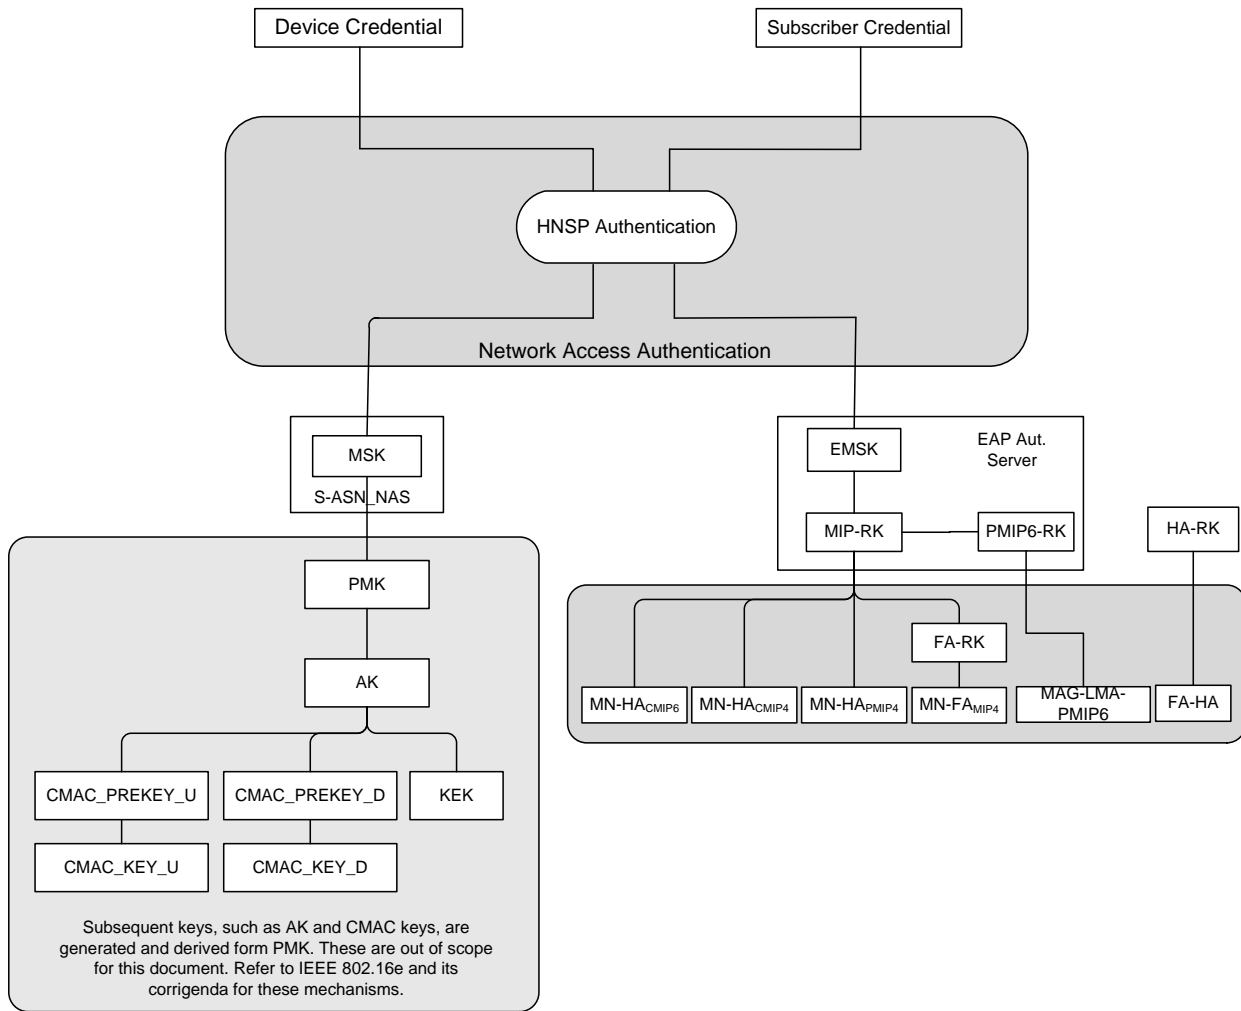 Device Credential
Subscriber Credential
HNSP Authentication
Network Access Authentication
MSK
S-ASN_NAS
EMSK
EAP Aut.
Server
MIP-RK
PMIP6-RK
HA-RK
PMK
FA-RK
AK
MN-HACMIP6
MN-HACMIP4
MN-HAPMIP4
MN-FAMIP4
MAG-LMA-
PMIP6
FA-HA
CMAC_PREKEY_U
CMAC_PREKEY_D
KEK
CMAC_KEY_U
CMAC_KEY_D
Subsequent keys, such as AK and CMAC keys, are
generated and derived form PMK. These are out of scope
for this document. Refer to IEEE 802.16e and its
corrigenda for these mechanisms.